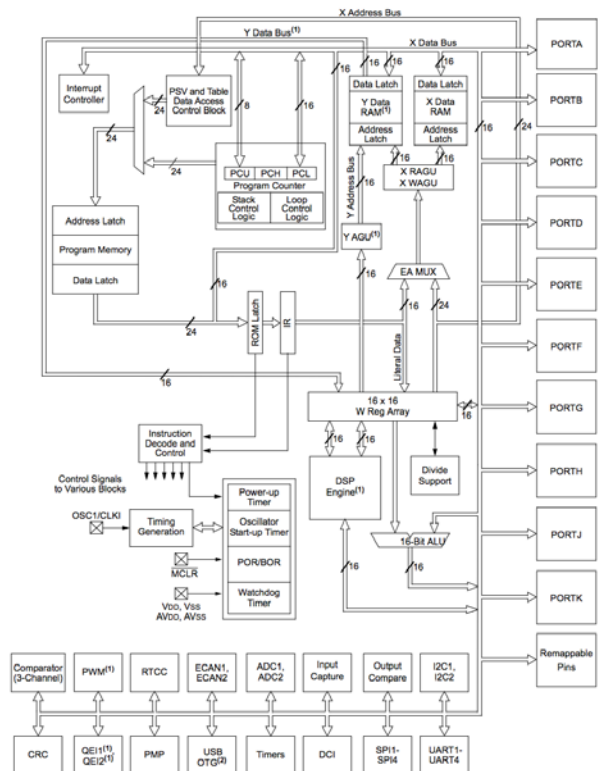 X Address Bus
Y Data Bus(1)
X Data Bus
PORTA
Interrupt
Controller
PSV and Table
Data Access
Control Block
8
16
16
16
16
24
24
24
16
16
24
Data Latch
Y Data
RAM(1)
Address
Latch
Data Latch
X Data
RAM
Address
Latch
PORTB
PCU
PCH
PCL
Program Counter
Stack
Control
Logic
Loop
Control
Logic
Y Address Bus
16
16
16
X RAGU
X WAGU
PORTC
Address Latch
Program Memory
Data Latch
Y AGU(1)
EA MUX
PORTD
16
24
ROM Latch
IR
16
16
24
Literal Data
PORTE
PORTF
16
16 x 16
W Reg Array
16
PORTG
Instruction
Decode and
Control
16
16
DSP
Engine(1)
Divide
Support
PORTH
Control Signals
to Various Blocks
Power-up
Timer
OSC1/CLKI
Timing
Generation
Oscillator
Start-up Timer
16-Bit ALU
PORTJ
MCLR
POR/BOR
16
16
PORTK
VDD, VSS
AVDD, AVSS
Watchdog
Timer
Remappable
Pins
Comparator
(3-Channel)
PWM(1)
RTCC
ECAN1,
ECAN2
ADC1,
ADC2
Input
Capture
Output
Compare
I2C1,
I2C2
CRC
QEI1(1),
QEI2(1)
PMP
USB
OTG(2)
Timers
DCI
SPI1-
SPI4
UART1-
UART4